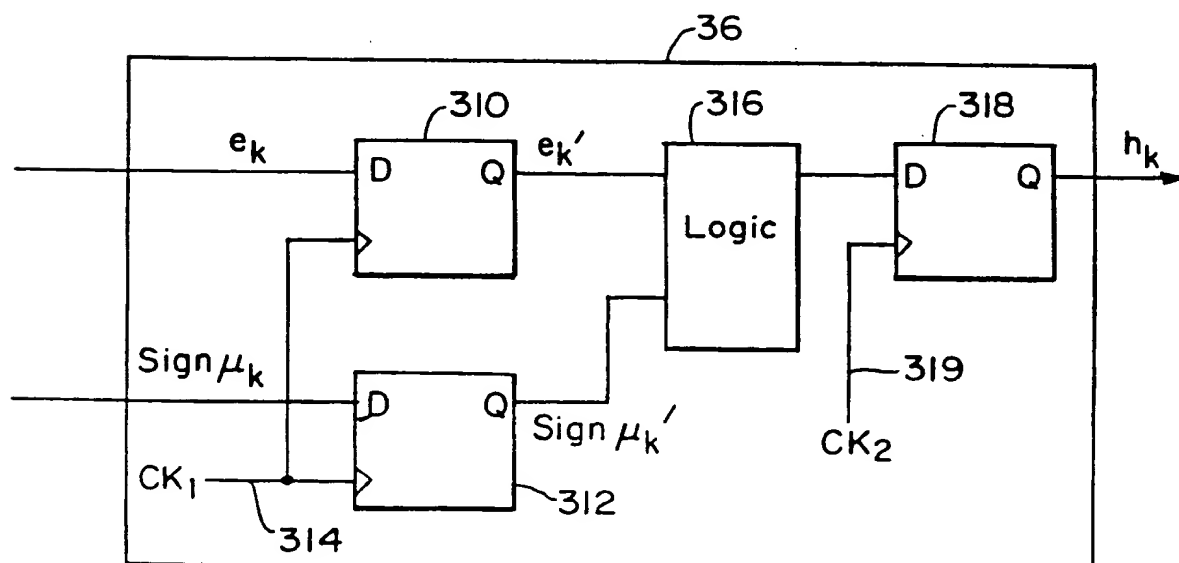 36
310
316
318
e_k
D
Q
e_k′
D
Q
h_k
Logic
Sign μ_k
D
Q
Sign μ_k′
319
CK_2
CK_1
312
314